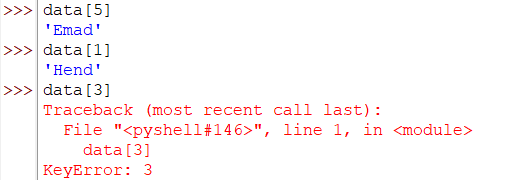 >>> data[5]
'Emad'
>>> data[1]
'Hend'
>>> data[3]
Traceback (most recent call last):
  File "<pyshell#146>", line 1, in <module>
    data[3]
KeyError: 3